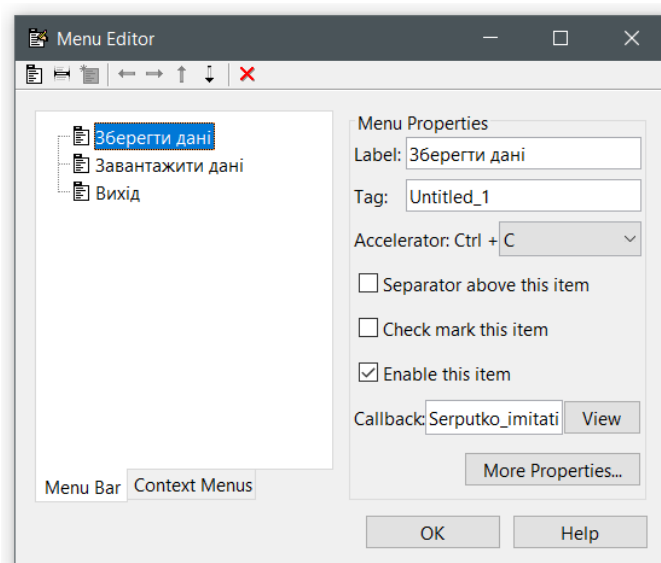 Menu Editor
Зберегти дані
Завантажити дані
Вихід
Menu Bar
Context Menus
Menu Properties
Label: Зберегти дані
Tag: Untitled_1
Accelerator: Ctrl + C
Separator above this item
Check mark this item
Enable this item
Callback: Serputko_imitati View
More Properties...
OK Help